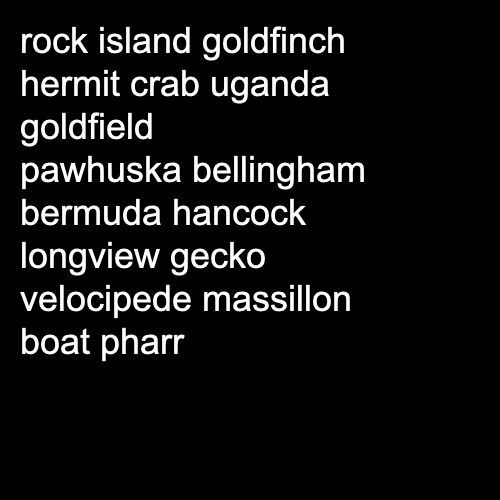 rock island goldfinch
hermit crab uganda
goldfield
pawhuska bellingham
bermuda hancock
longview gecko
velocipede massillon
boat pharr